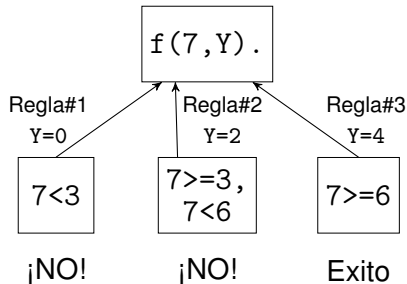 f(7,Y).
Regla#1 Regla#2 Regla#3
Y=0 Y=2 Y=4
7<3
7>=3,
7<6
7>=6
¡NO! ¡NO! Exito